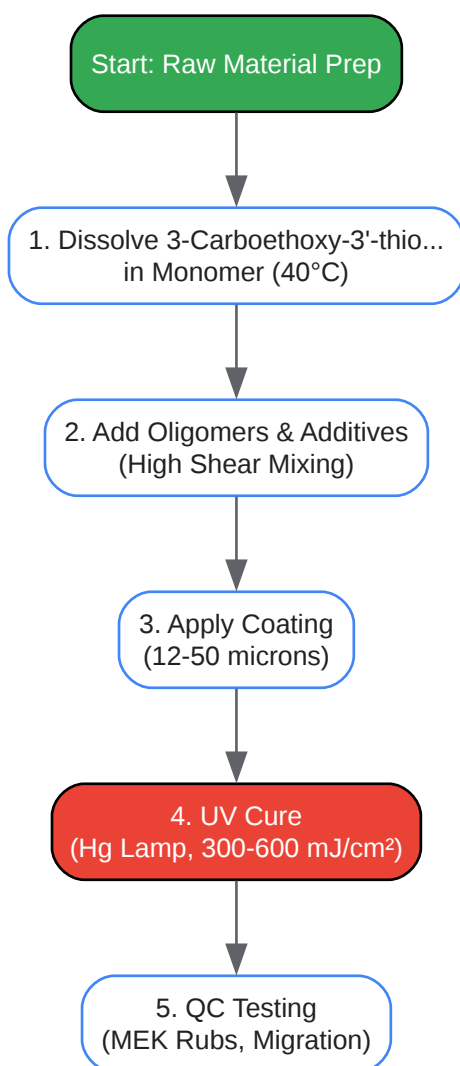 Start: Raw Material Prep
1. Dissolve 3-Carboethoxy-3'-thio...
in Monomer (40°C)
2. Add Oligomers & Additives
(High Shear Mixing)
3. Apply Coating
(12-50 microns)
4. UV Cure
(Hg Lamp, 300-600 mJ/cm²)
5. QC Testing
(MEK Rubs, Migration)